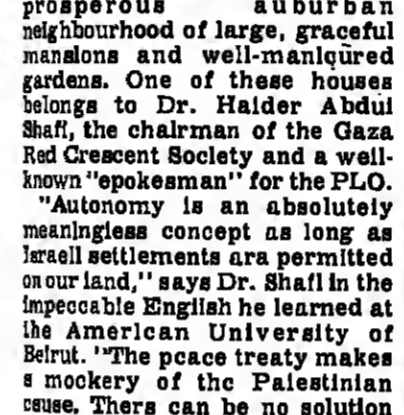 prosperous auburban
neighbourhood of large, graceful
mansions and well-manicured
gardens. One of these houses
belongs to Dr. Haider Abdul
Shafi, the chairman of the Gaza
Red Crescent Society and a well-
known "epokesman" for the PLO.
"Autonomy is an absolutely
meaningless concept as long as
Israeli settlements ara permitted
on our land," says Dr. Shafi in the
impeccable English he learned at
the American University of
Beirut. "The peace treaty makes
a mockery of the Palestinian
cause. Thera can be no solution